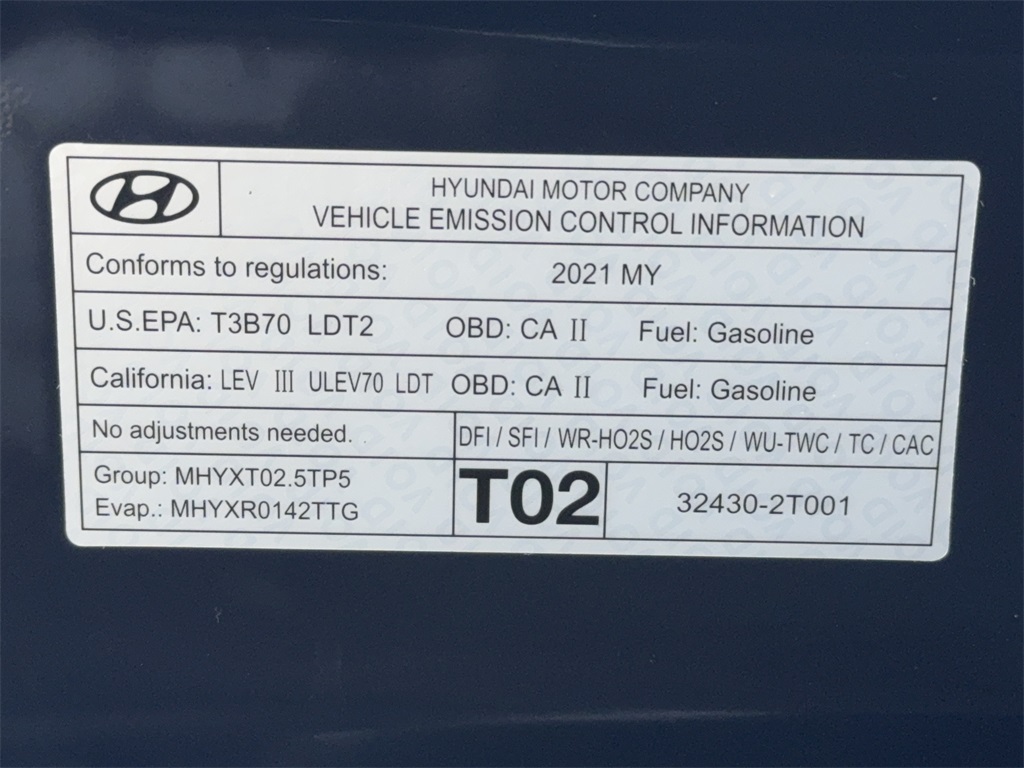 HYUNDAI MOTOR COMPANY
VEHICLE EMISSION CONTROL INFORMATION
Conforms to regulations: 2021 MY
U.S.EPA: T3B70 LDT2 OBD: CA II Fuel: Gasoline
California: LEV III ULEV70 LDT OBD: CA II Fuel: Gasoline
No adjustments needed.
DFI / SFI / WR-HO2S / HO2S / WU-TWC / TC / CAC
Group: MHYXT02.5TP5
Evap.: MHYXR0142TTG
T02
32430-2T001